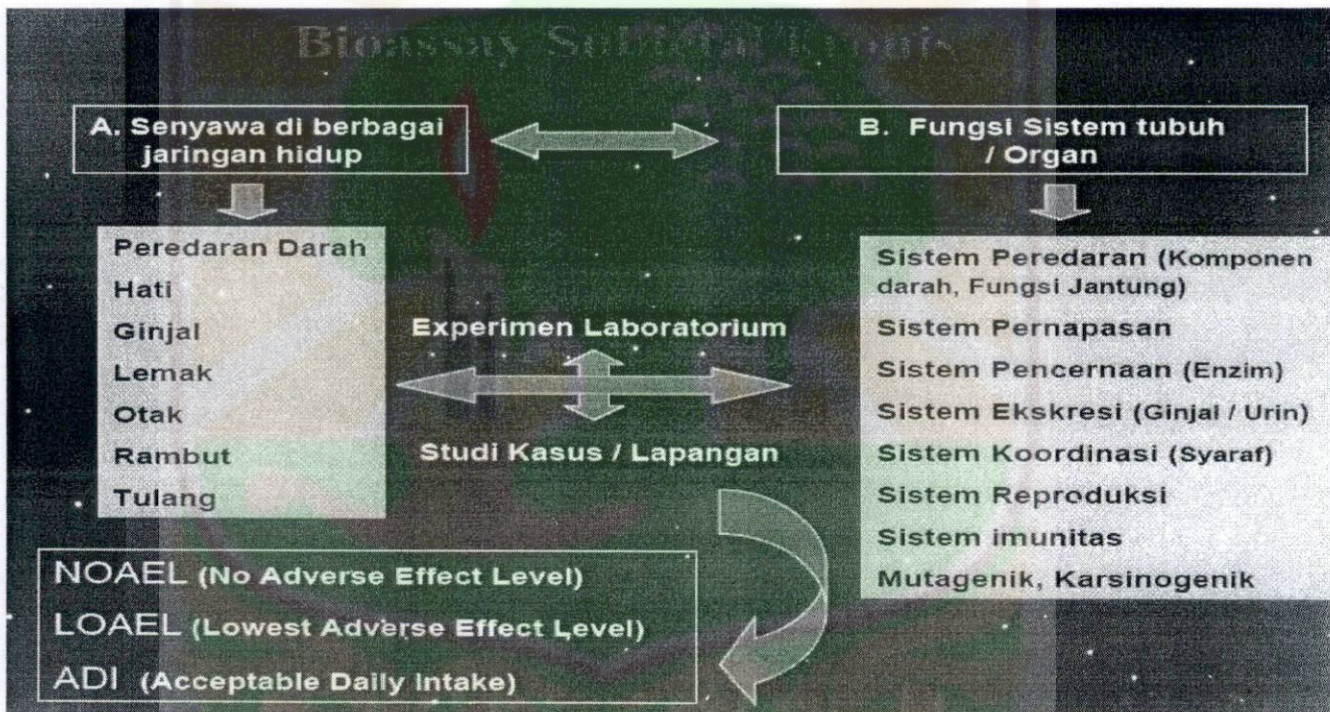 Bioassay Subletal/Kronis
A. Senyawa di berbagai
jaringan hidup
B. Fungsi Sistem tubuh
/ Organ
Peredaran Darah
Hati
Ginjal
Lemak
Otak
Rambut
Tulang
Experimen Laboratorium
Studi Kasus / Lapangan
Sistem Peredaran (Komponen
darah, Fungsi Jantung)
Sistem Pernapasan
Sistem Pencernaan (Enzim)
Sistem Ekskresi (Ginjal / Urin)
Sistem Koordinasi (Syaraf)
Sistem Reproduksi
Sistem imunitas
Mutagenik, Karsinogenik
NOAEL (No Adverse Effect Level)
LOAEL (Lowest Adverse Effect Level)
ADI (Acceptable Daily Intake)